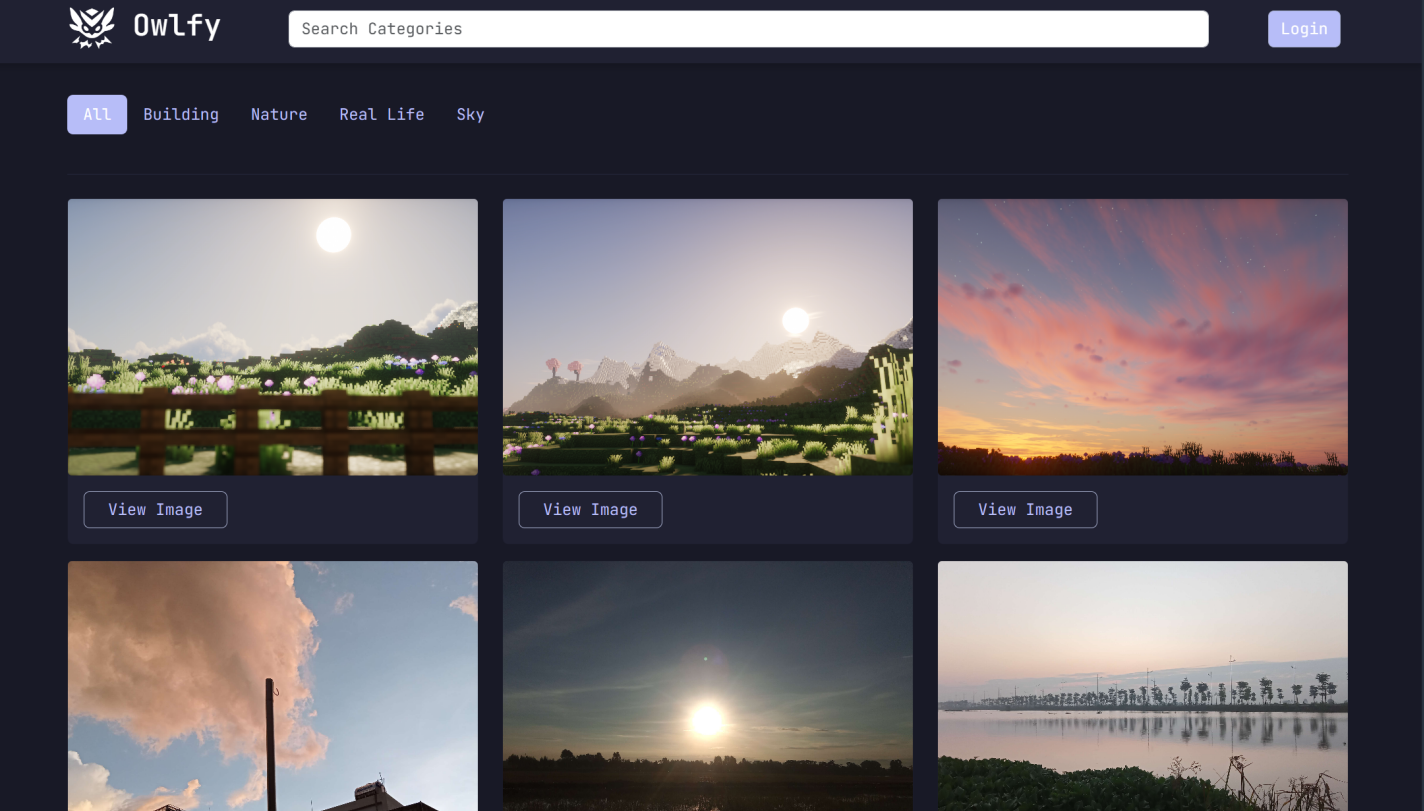 Owlfy
Search Categories
Login
All
Building
Nature
Real Life
Sky
View Image
View Image
View Image